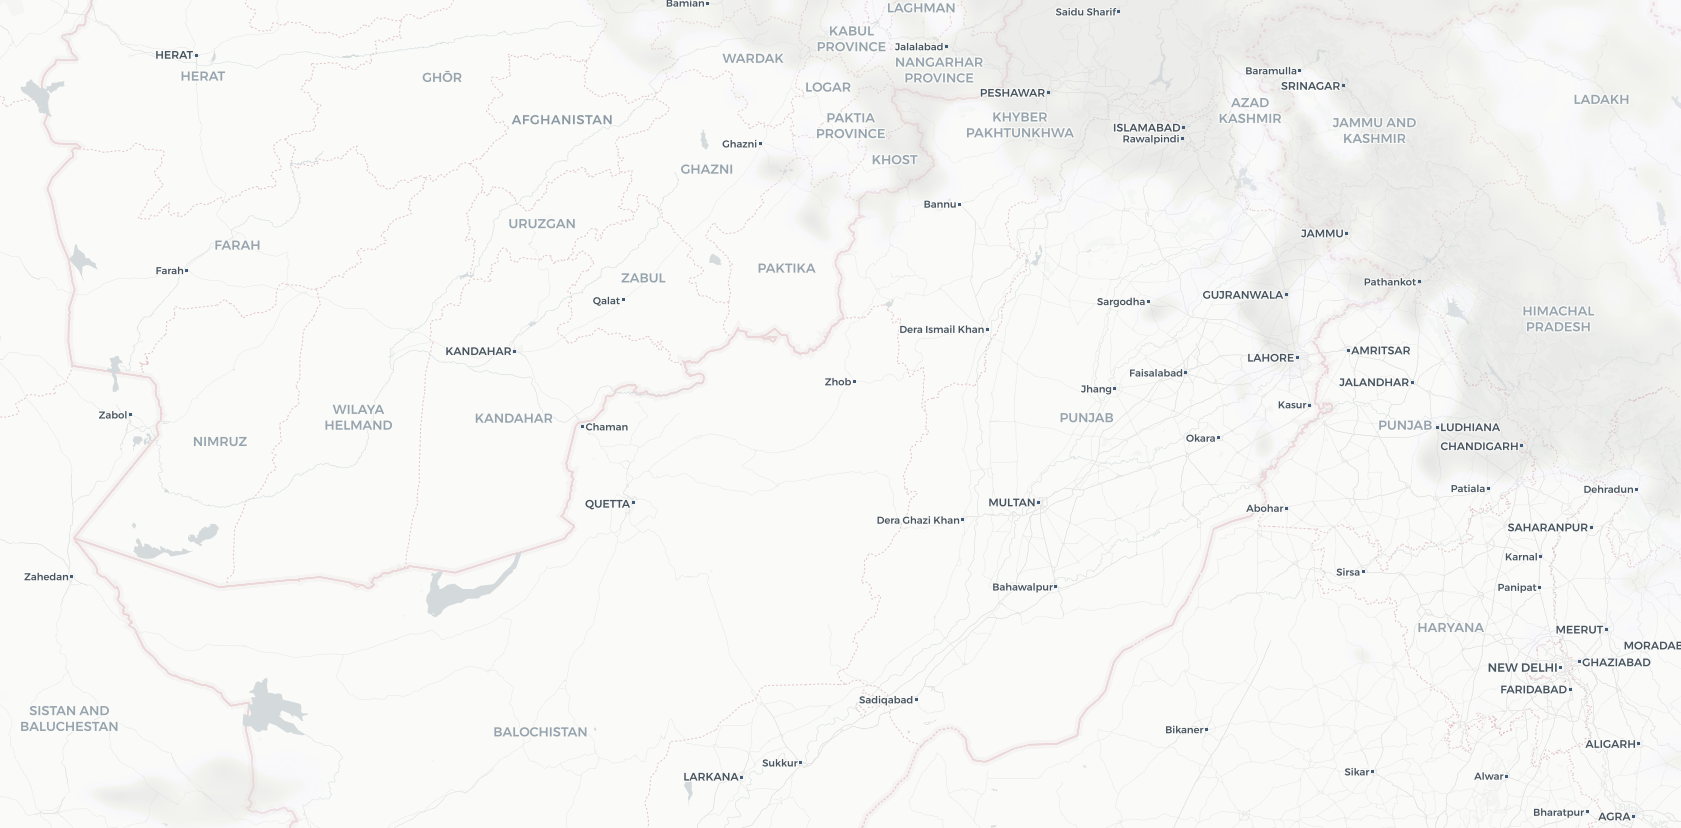 Bamian
LAGHMAN
Saidu Sharif
KABUL
PROVINCE
HERAT
Jalalabad
WARDAK
NANGARHAR
PROVINCE
HERAT
GHŌR
Baramulla
SRINAGAR
LOGAR
PESHAWAR
LADAKH
AZAD
KASHMIR
AFGHANISTAN
PAKTIA
PROVINCE
KHYBER
PAKHTUNKHWA
ISLAMABAD
Rawalpindi
JAMMU AND
KASHMIR
Ghazni
KHOST
GHAZNI
Bannu
URUZGAN
JAMMU
FARAH
Farah
PAKTIKA
ZABUL
Pathankot
Qalat
Sargodha
GUJRANWALA
HIMACHAL
PRADESH
Dera Ismail Khan
KANDAHAR
LAHORE
AMRITSAR
Zhob
Faisalabad
JALANDHAR
Jhang
Kasur
Zabol
WILAYA
HELMAND
KANDAHAR
PUNJAB
Chaman
PUNJAB
LUDHIANA
NIMRUZ
Okara
CHANDIGARH
Patiala
Dehradun
QUETTA
MULTAN
Abohar
Dera Ghazi Khan
SAHARANPUR
Karnal
Zahedan
Sirsa
Bahawalpur
Panipat
HARYANA
MEERUT
MORADAB
NEW DELHI
GHAZIABAD
FARIDABAD
Sadiqabad
SISTAN AND
BALUCHESTAN
BALOCHISTAN
Bikaner
ALIGARH
Sukkur
LARKANA
Sikar
Alwar
Bharatpur
AGRA